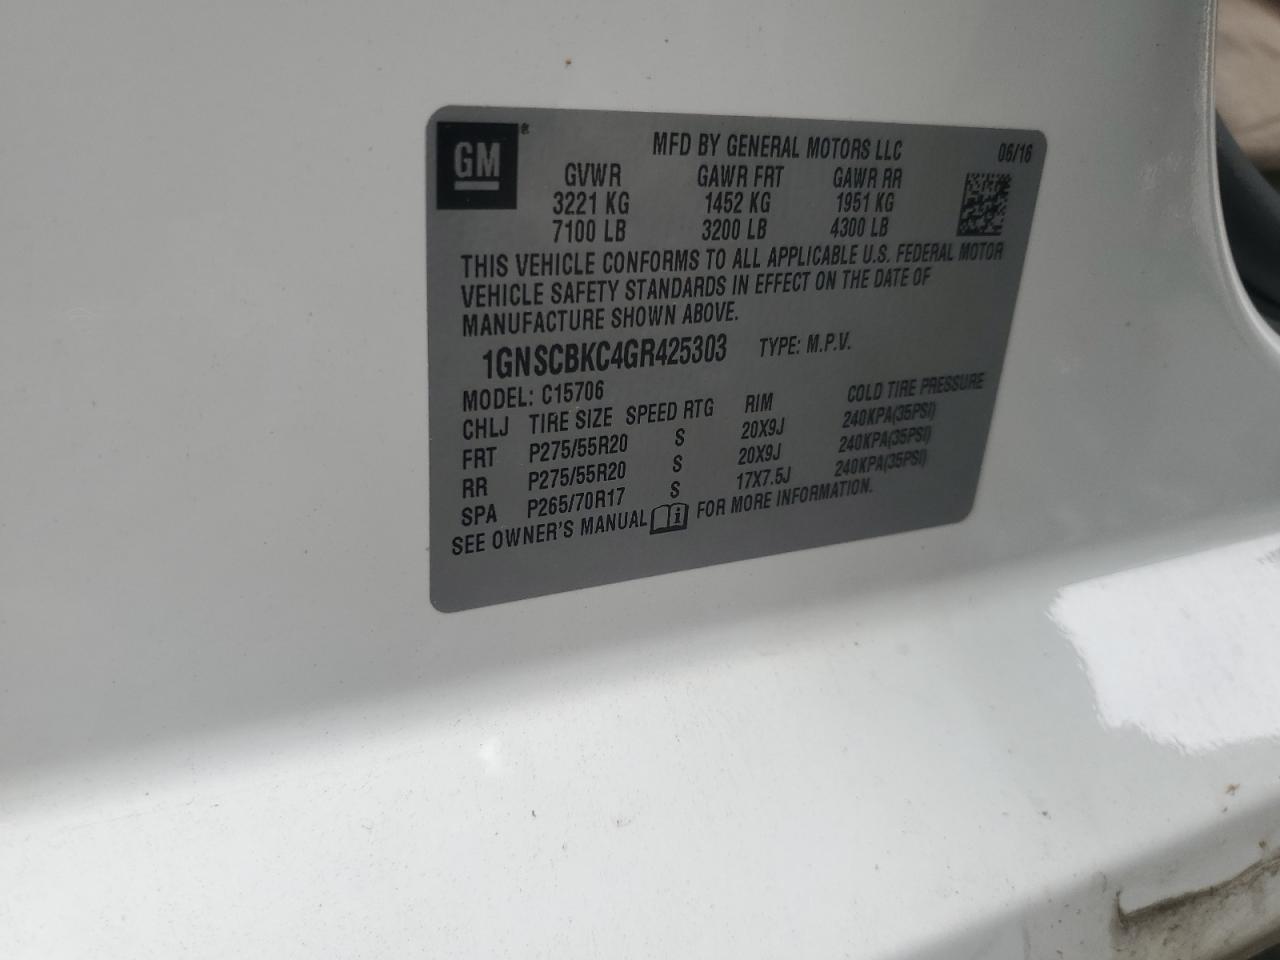 GM®
MFD BY GENERAL MOTORS LLC 06/16
GVWR GAWR FRT GAWR RR
3221 KG 1452 KG 1951 KG
7100 LB 3200 LB 4300 LB
THIS VEHICLE CONFORMS TO ALL APPLICABLE U.S. FEDERAL MOTOR
VEHICLE SAFETY STANDARDS IN EFFECT ON THE DATE OF
MANUFACTURE SHOWN ABOVE.
1GNSCBKC4GR425303 TYPE: M.P.V.
MODEL: C15706
CHLJ TIRE SIZE SPEED RTG RIM COLD TIRE PRESSURE
FRT P275/55R20 S 20X9J 240KPA(35PSI)
RR P275/55R20 S 20X9J 240KPA(35PSI)
SPA P265/70R17 S 17X7.5J 240KPA(35PSI)
SEE OWNER'S MANUAL FOR MORE INFORMATION.